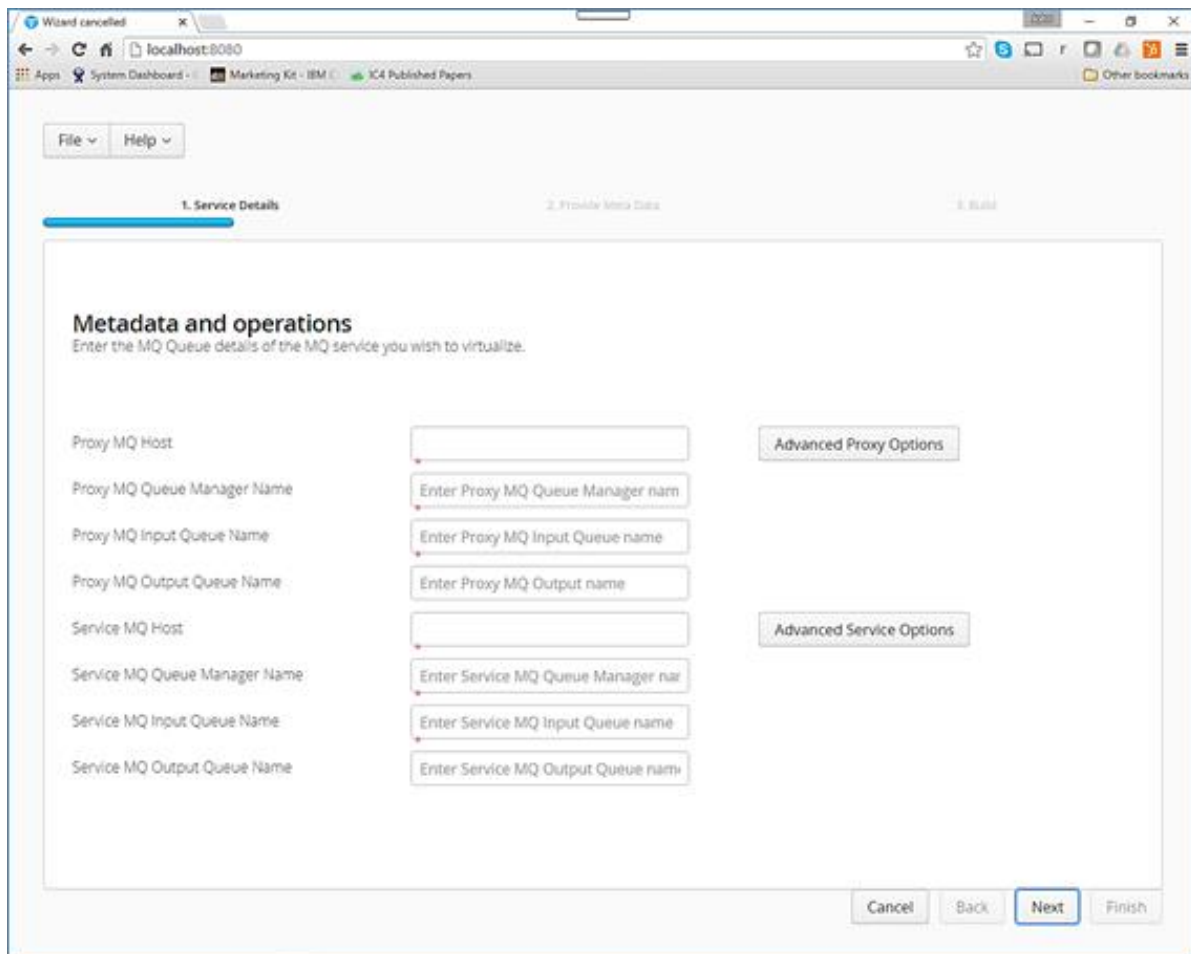 Wizard cancelled
localhost:8080
Apps System Dashboard - Marketing Kit - IBM IC4 Published Papers Other bookmarks
File Help
1. Service Details 2. Provide Meta Data 3. Build
Metadata and operations
Enter the MQ Queue details of the MQ service you wish to virtualize.
Proxy MQ Host Advanced Proxy Options
Proxy MQ Queue Manager Name Enter Proxy MQ Queue Manager nam
Proxy MQ Input Queue Name Enter Proxy MQ Input Queue name
Proxy MQ Output Queue Name Enter Proxy MQ Output name
Service MQ Host Advanced Service Options
Service MQ Queue Manager Name Enter Service MQ Queue Manager nar
Service MQ Input Queue Name Enter Service MQ Input Queue name
Service MQ Output Queue Name Enter Service MQ Output Queue nam
Cancel Back Next Finish